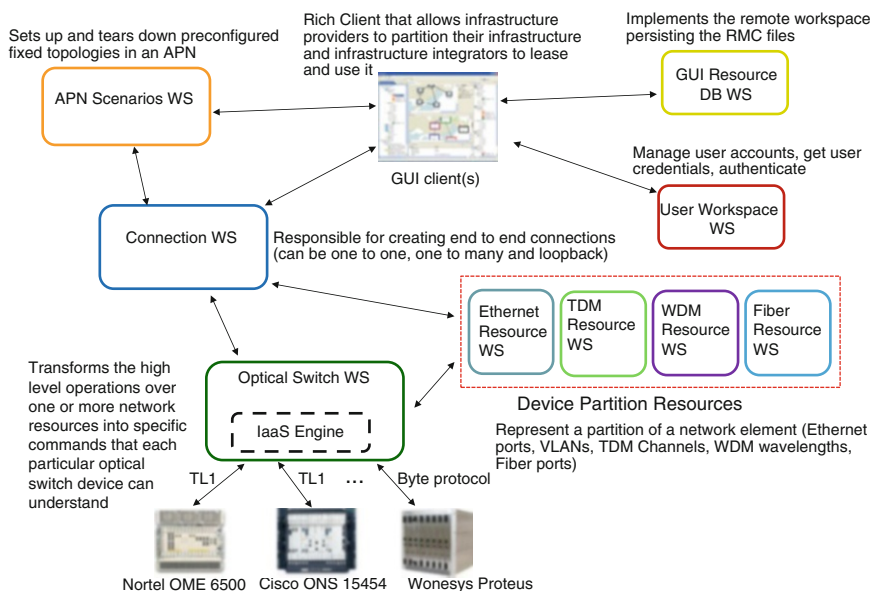 Sets up and tears down preconfigured
fixed topologies in an APN
APN Scenarios WS
Rich Client that allows infrastructure
providers to partition their infrastructure
and infrastructure integrators to lease
and use it
GUI client(s)
Implements the remote workspace
persisting the RMC files
GUI Resource
DB WS
Manage user accounts, get user
credentials, authenticate
User Workspace
WS
Connection WS
Responsible for creating end to end connections
(can be one to one, one to many and loopback)
Ethernet
Resource
WS
TDM
Resource
WS
WDM
Resource
WS
Fiber
Resource
WS
Device Partition Resources
Represent a partition of a network element (Ethernet
ports, VLANs, TDM Channels, WDM wavelengths,
Fiber ports)
Transforms the high
level operations over
one or more network
resources into specific
commands that each
particular optical
switch device can
understand
Optical Switch WS
IaaS Engine
TL1
TL1
...
Byte protocol
Nortel OME 6500
Cisco ONS 15454
Wonesys Proteus